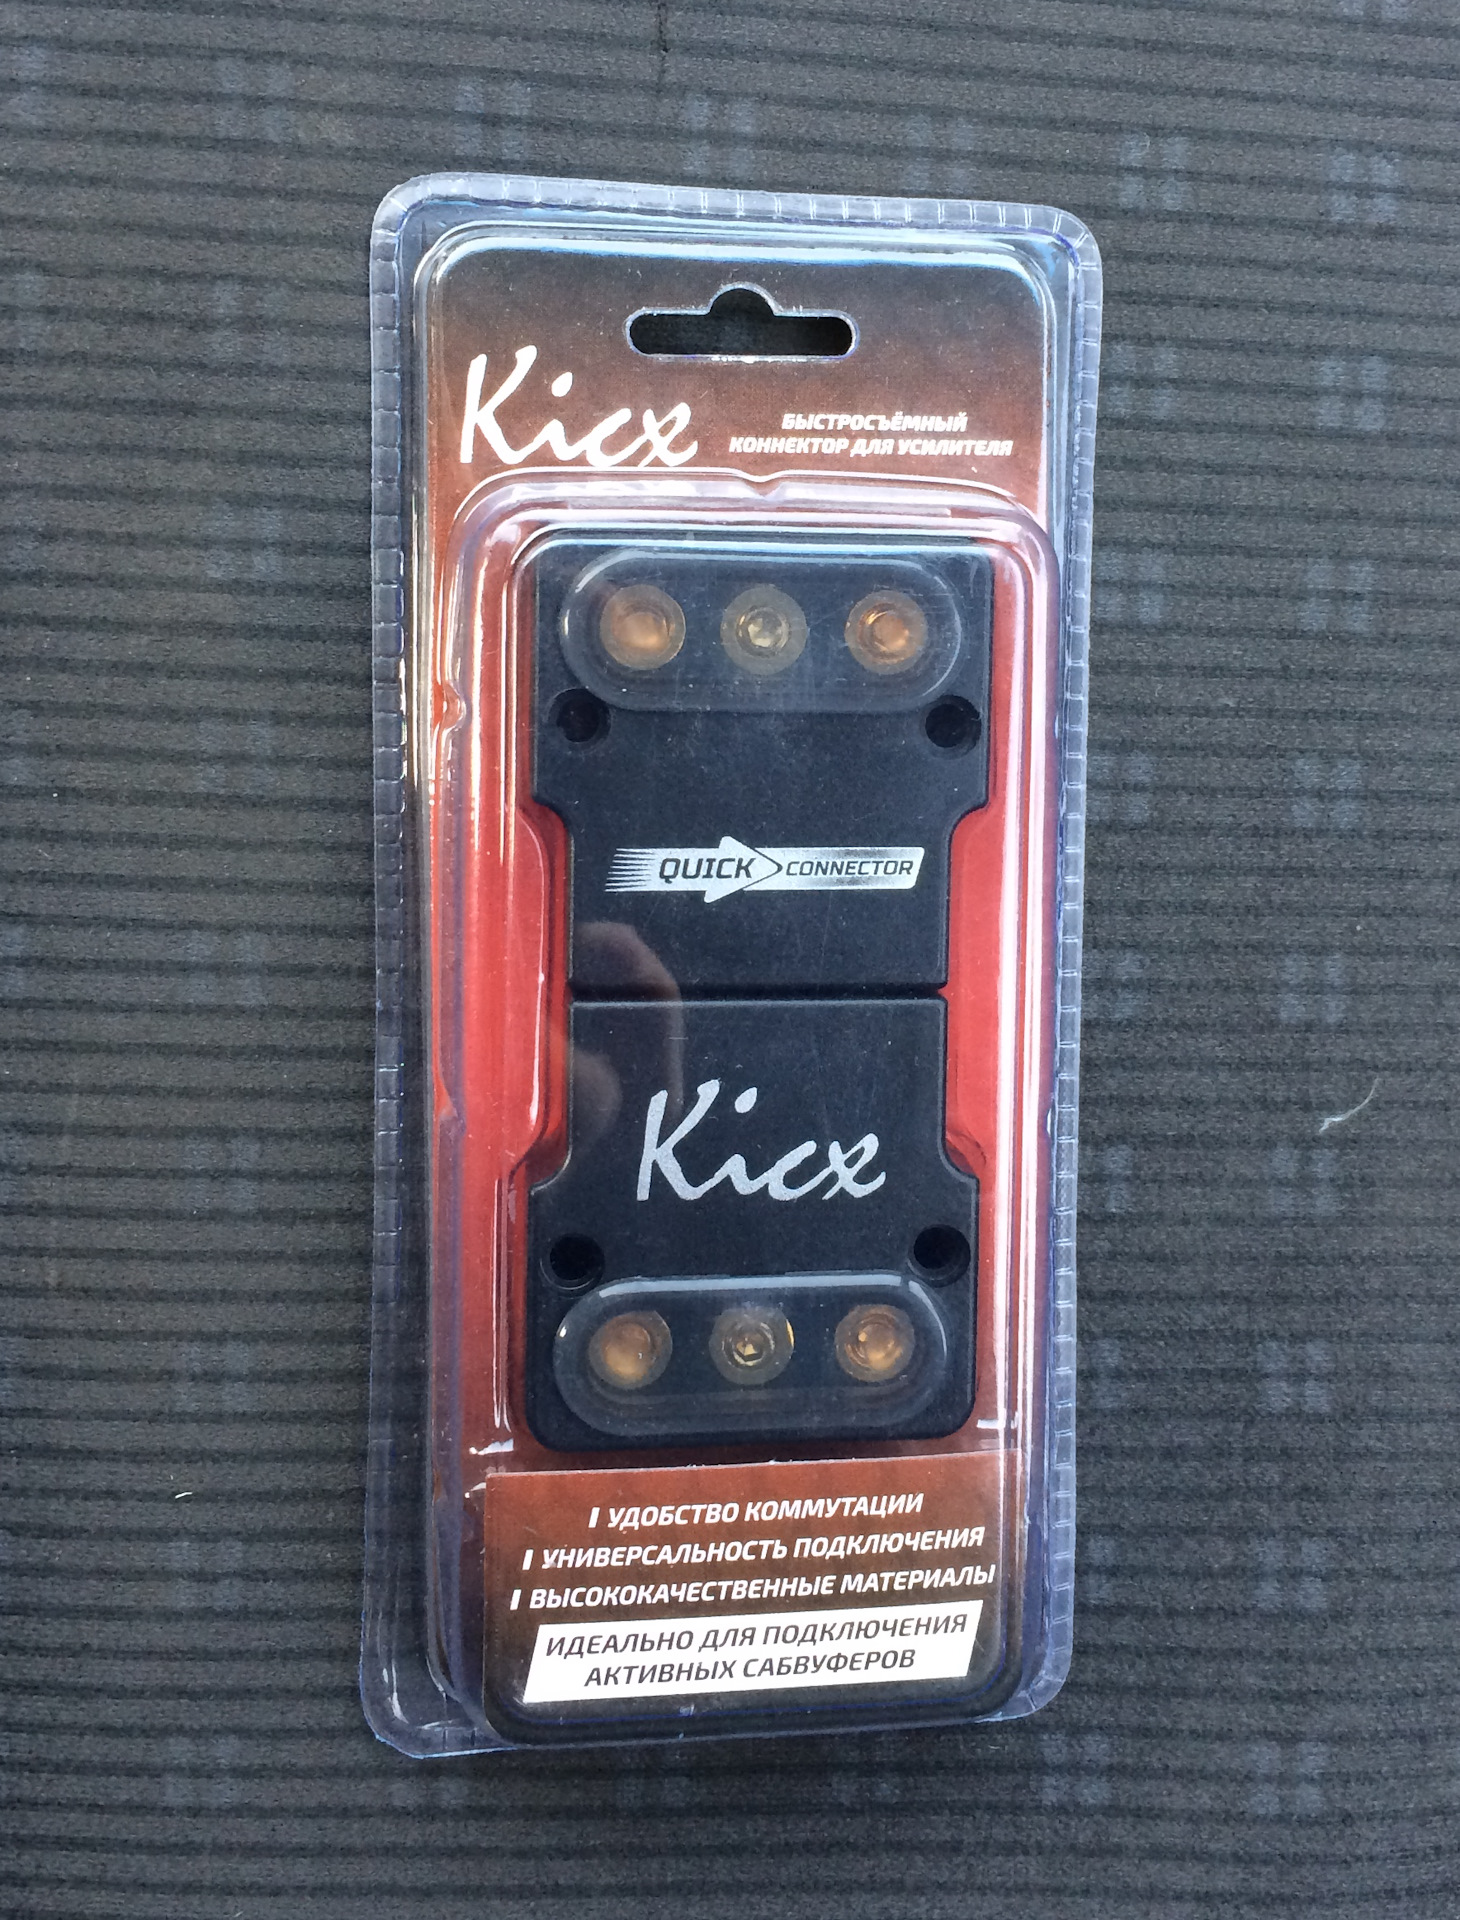 Kicx
БЫСТРОСЪЁМНЫЙ
КОННЕКТОР ДЛЯ УСИЛИТЕЛЯ
QUICK CONNECTOR
Kicx
УДОБСТВО КОММУТАЦИИ
УНИВЕРСАЛЬНОСТЬ ПОДКЛЮЧЕНИЯ
ВЫСОКОКАЧЕСТВЕННЫЕ МАТЕРИАЛЫ
ИДЕАЛЬНО ДЛЯ ПОДКЛЮЧЕНИЯ
АКТИВНЫХ САБВУФЕРОВ